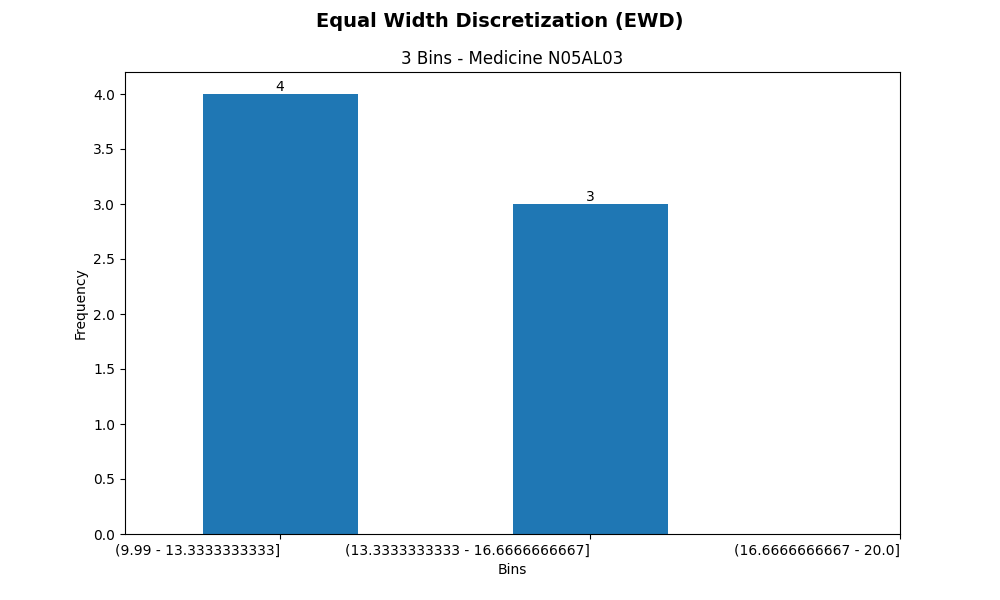 Equal Width Discretization (EWD)
3 Bins - Medicine N05AL03
4
3
4.0
3.5
3.0
2.5
2.0
1.5
1.0
0.5
0.0
Frequency
(9.99 - 13.3333333333]
(13.3333333333 - 16.6666666667]
(16.6666666667 - 20.0]
Bins